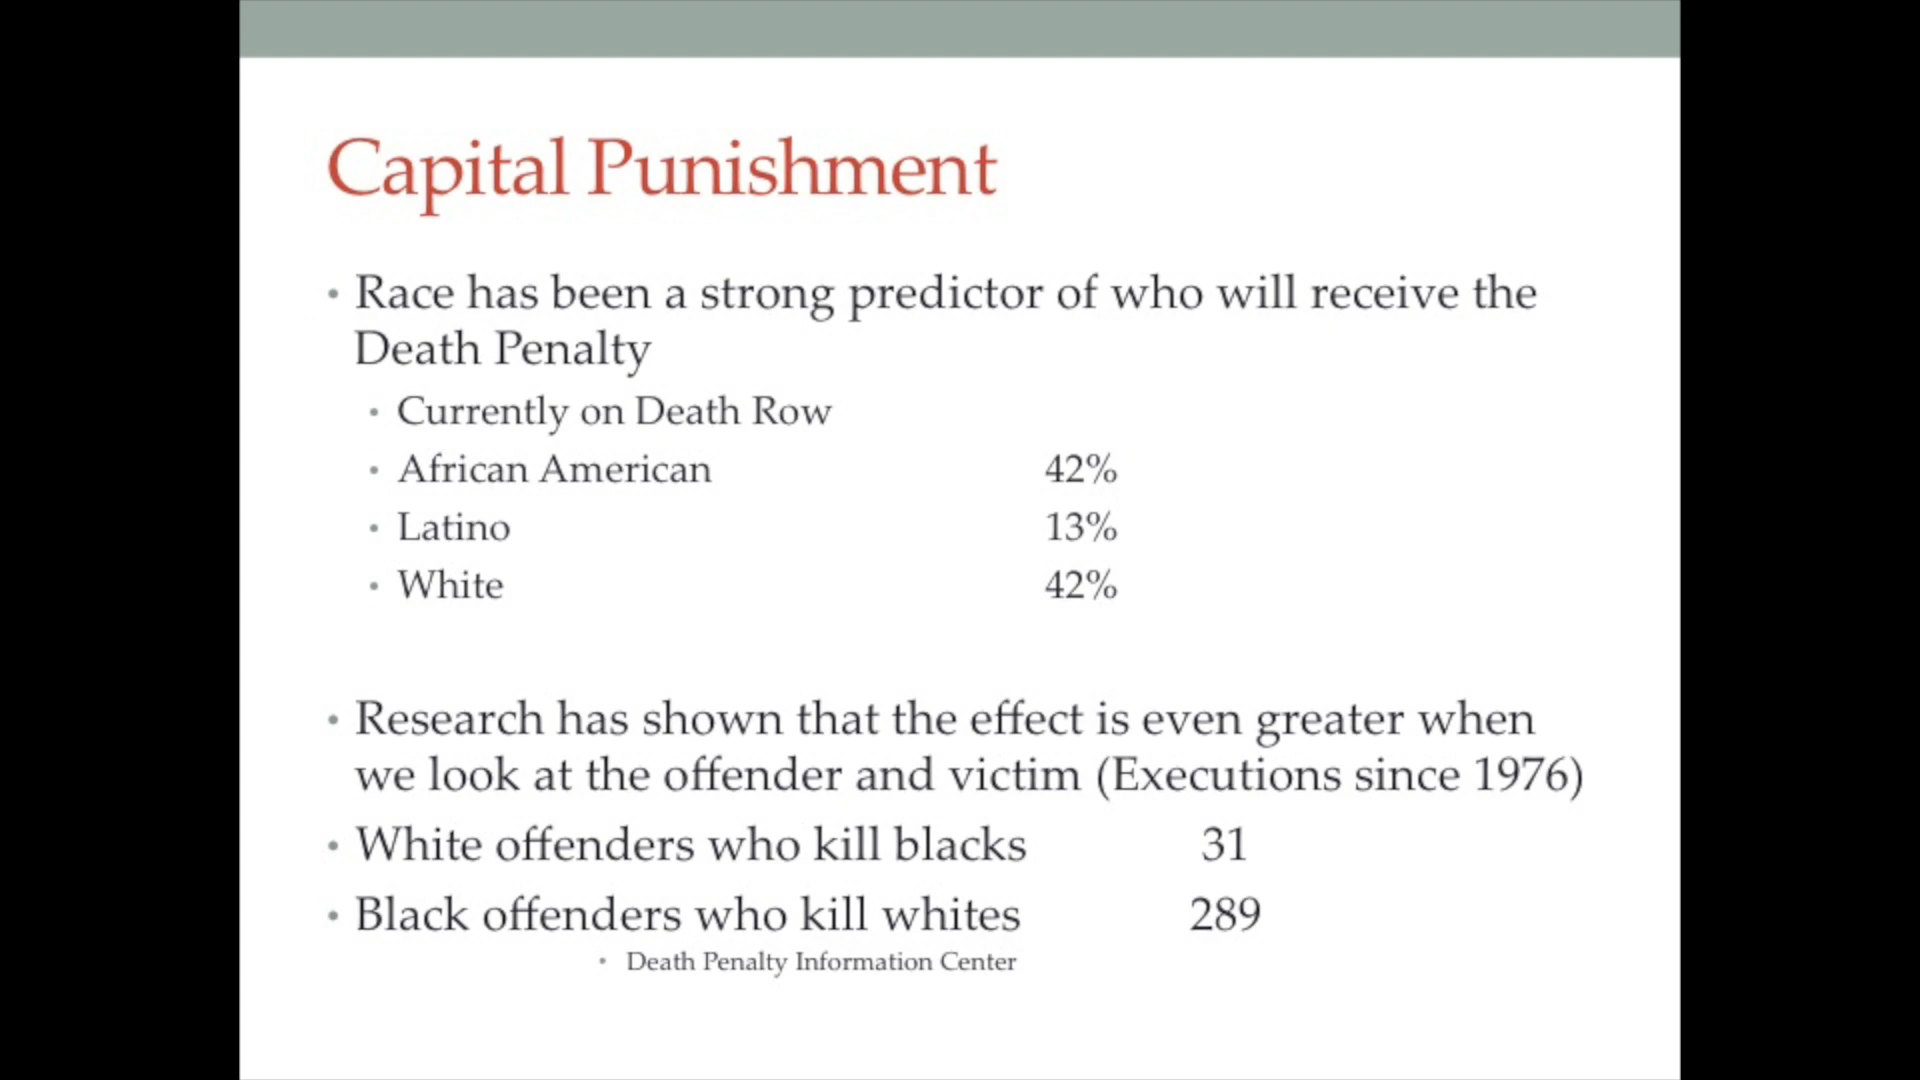 Capital Punishment
• Race has been a strong predictor of who will receive the
Death Penalty
• Currently on Death Row
• African American 42%
• Latino 13%
• White 42%
• Research has shown that the effect is even greater when
we look at the offender and victim (Executions since 1976)
• White offenders who kill blacks 31
• Black offenders who kill whites 289
• Death Penalty Information Center